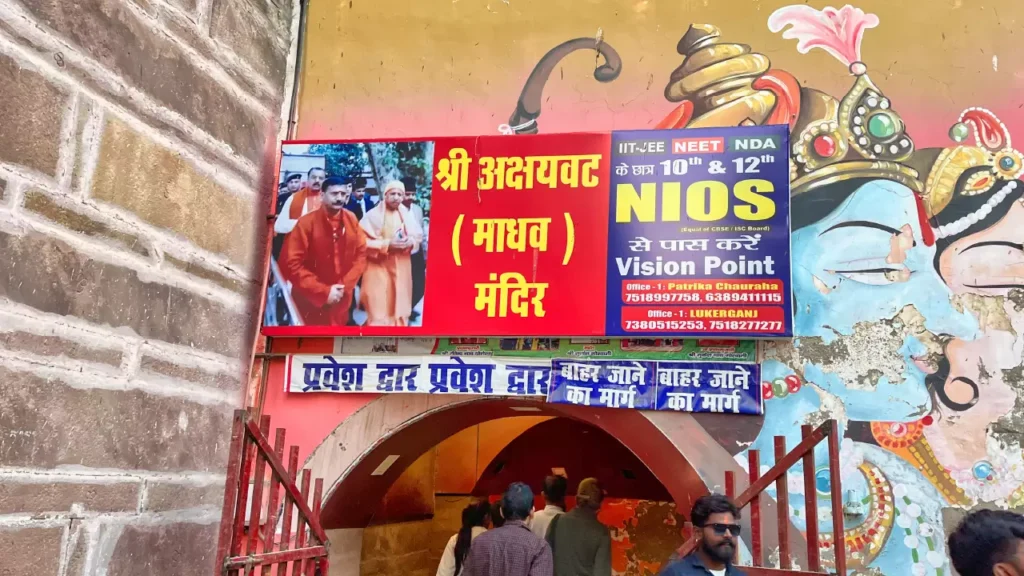 श्री अक्षयवट
( माधव )
मंदिर
IIT-JEE NEET NDA
के छात्र 10th & 12th
NIOS
(Equal of CBSE / ISC Board)
से पास करें
Vision Point
Office - 1: Patrika Chauraha
7518997758, 6389411115
Office - 1: LUKERGANJ
7380515253, 7518277277
प्रवेश द्वार प्रवेश द्वार
बाहर जाने
का मार्ग
बाहर जाने
का मार्ग